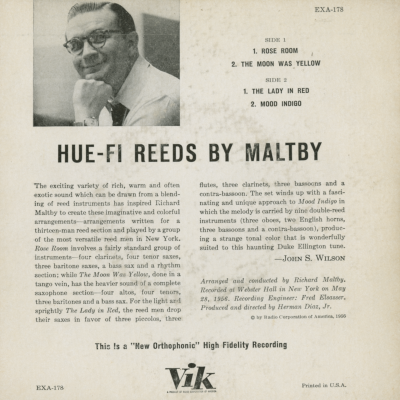 EXA-178
SIDE 1
1. ROSE ROOM
2. THE MOON WAS YELLOW
SIDE 2
1. THE LADY IN RED
2. MOOD INDIGO
HUE-FI REEDS BY MALTBY
The exciting variety of rich, warm and often
exotic sound which can be drawn from a blend-
ing of reed instruments has inspired Richard
Maltby to create these imaginative and colorful
arrangements—arrangements written for a
thirteen-man reed section and played by a group
of the most versatile reed men in New York.
Rose Room involves a fairly standard group of
instruments—four clarinets, four tenor saxes,
three baritone saxes, a bass sax and a rhythm
section; while The Moon Was Yellow, done in a
tango vein, has the heavier sound of a complete
saxophone section—four altos, four tenors,
three baritones and a bass sax. For the light and
sprightly The Lady in Red, the reed men drop
their saxes in favor of three piccolos, three
flutes, three clarinets, three bassoons and a
contra-bassoon. The set winds up with a fasci-
nating and unique approach to Mood Indigo in
which the melody is carried by nine double-reed
instruments (three oboes, two English horns,
three bassoons and a contra-bassoon), produc-
ing a strange tonal color that is wonderfully
suited to this haunting Duke Ellington tune.
—JOHN S. WILSON
Arranged and conducted by Richard Maltby,
Recorded at Webster Hall in New York on May
28, 1956. Recording Engineer: Fred Elsasser,
Produced and directed by Herman Diaz, Jr.
© by Radio Corporation of America, 1956
This is a "New Orthophonic" High Fidelity Recording
EXA-178
Vik
Printed in U.S.A.